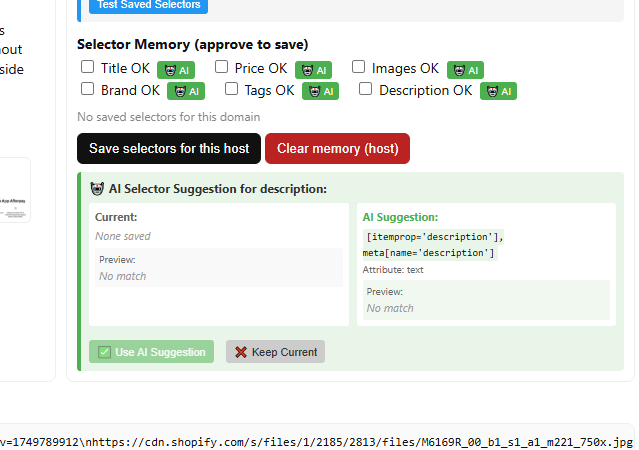 s
out
side
Test Saved Selectors
Selector Memory (approve to save)
Title OK AI Price OK AI Images OK AI
Brand OK AI Tags OK AI Description OK AI
No saved selectors for this domain
Save selectors for this host Clear memory (host)
AI Selector Suggestion for description:
Current:
None saved
Preview:
No match
AI Suggestion:
[itemprop='description'],
meta[name='description']
Attribute: text
Preview:
No match
Use AI Suggestion Keep Current
App Afterpay
v=1749789912\nhttps://cdn.shopify.com/s/files/1/2185/2813/files/M6169R_00_b1_s1_a1_m221_750x.jpg